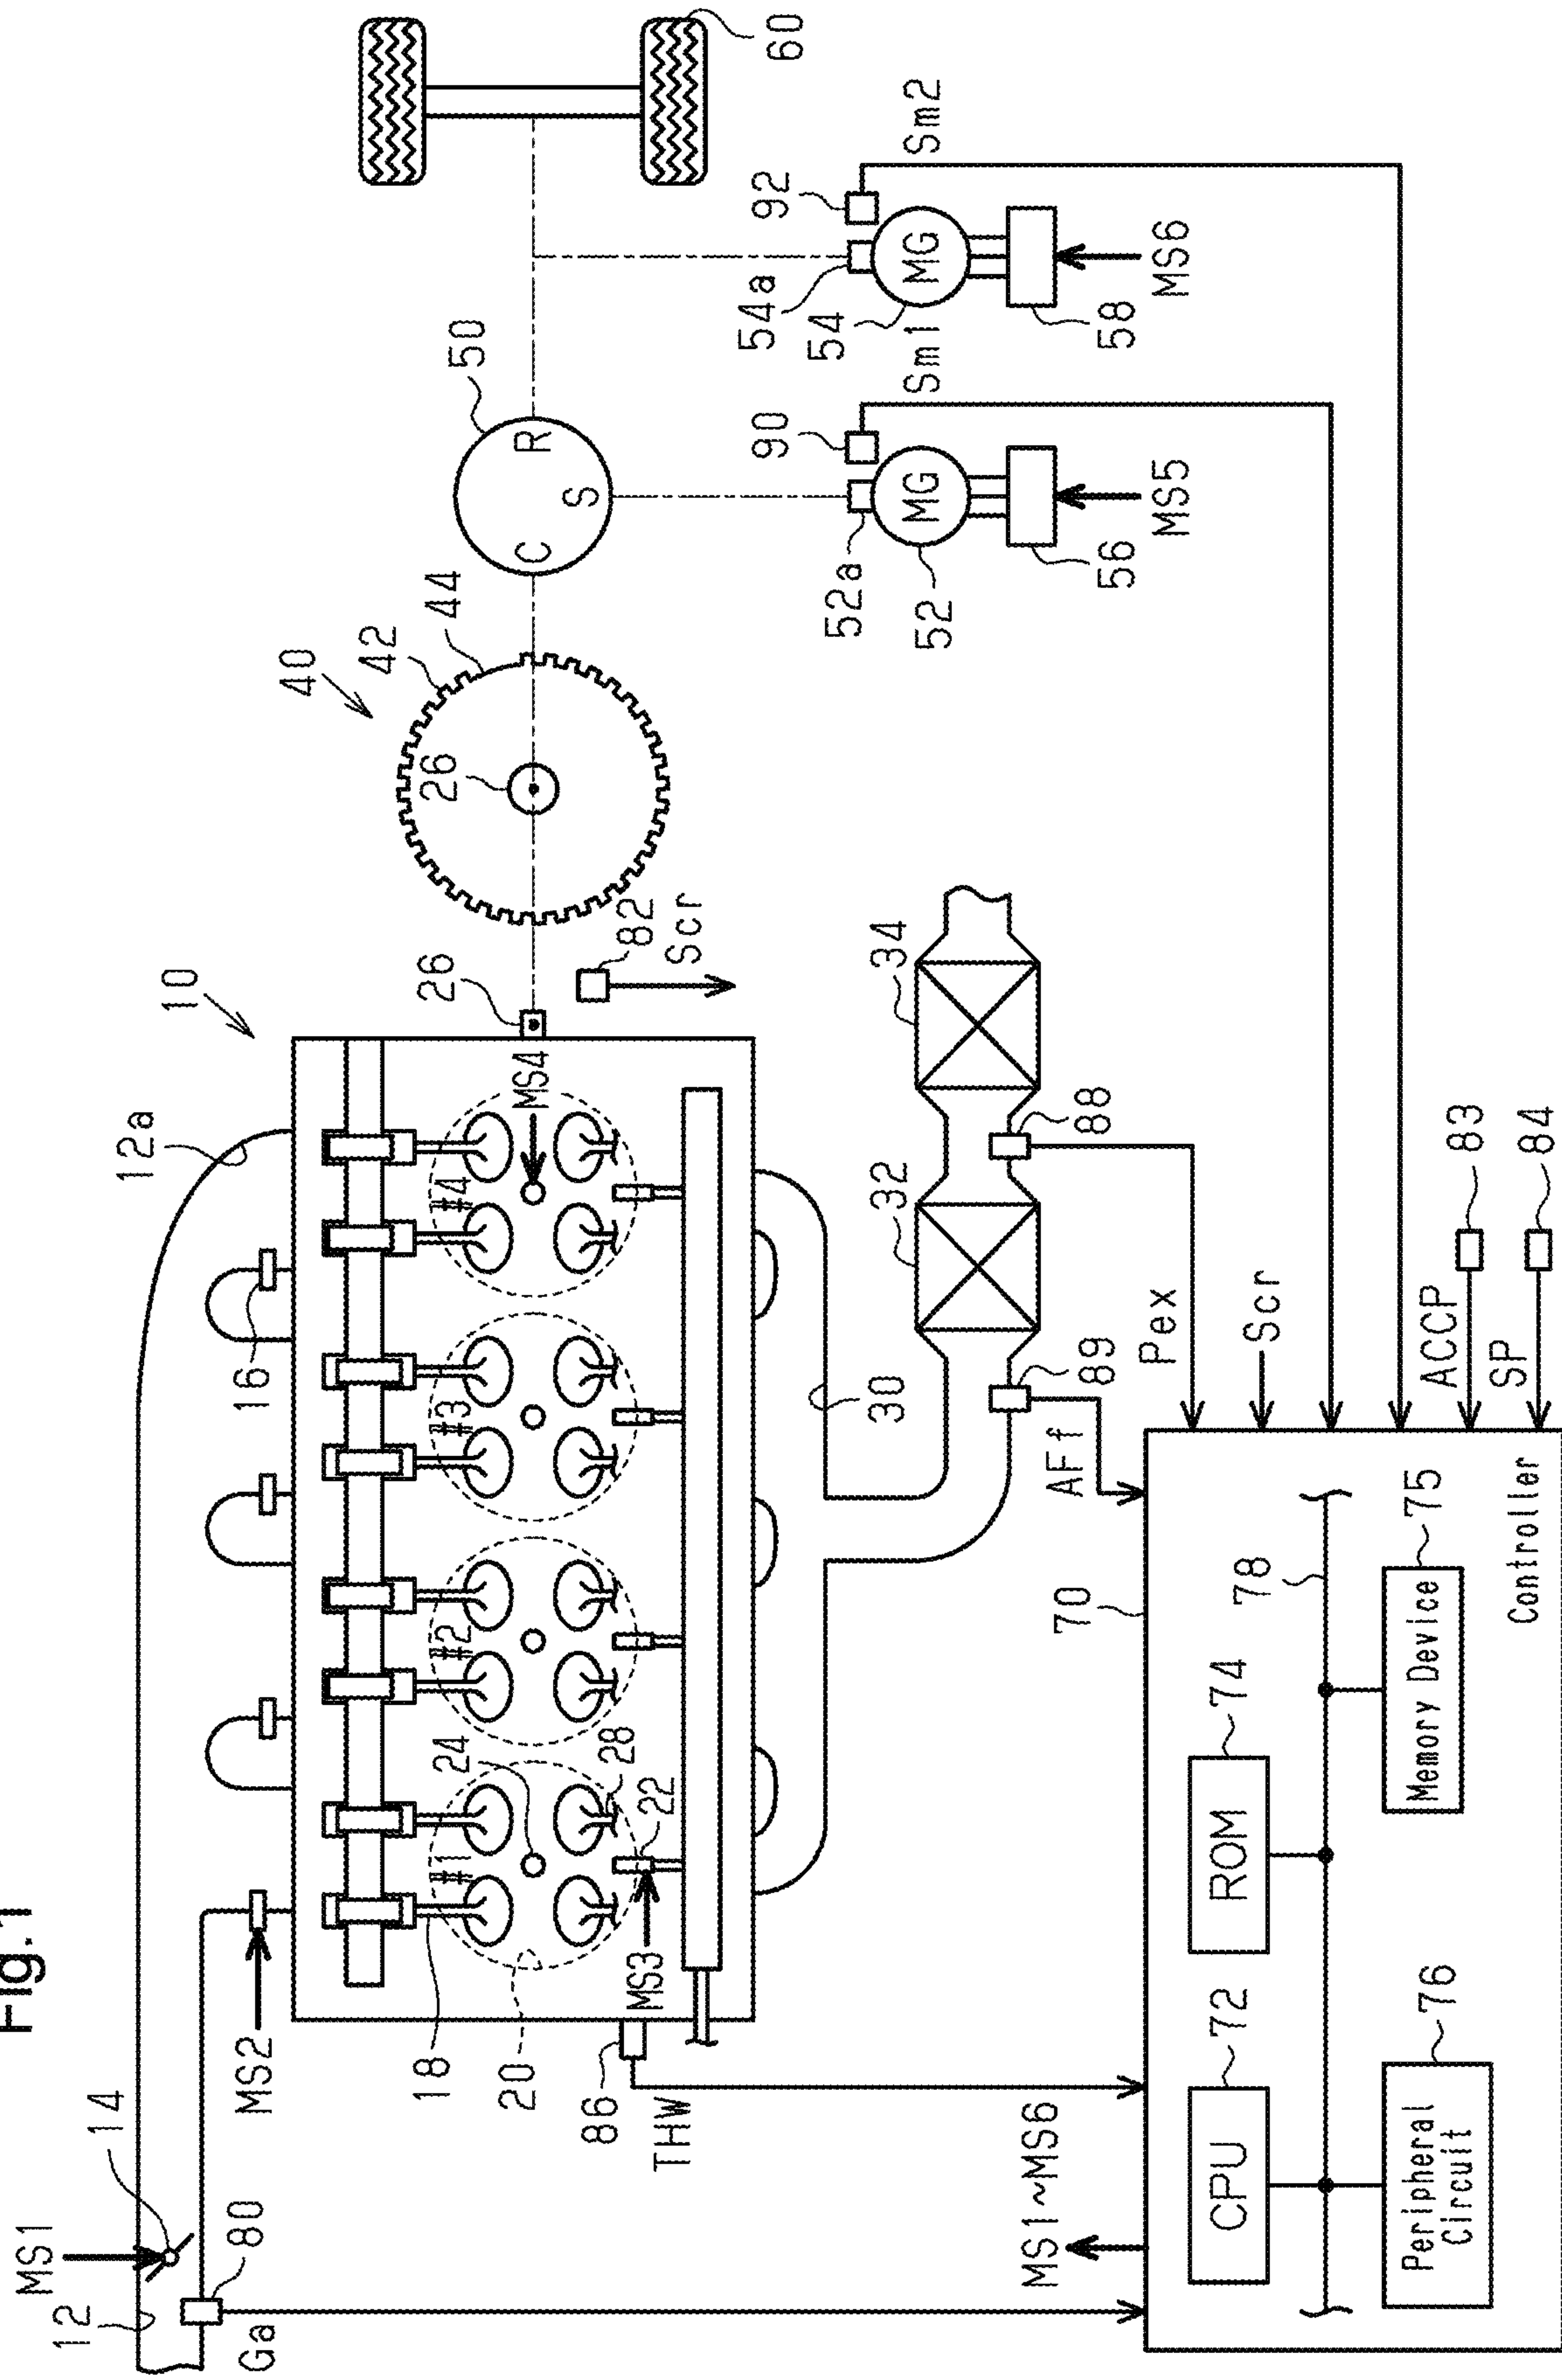 Fig.1
MS1
14
12
80
Ga
12a
10
16
MS2
18
20
86
THW
#1
#2
#3
#4
24
28
22
MS3
MS4
26
82
Scr
40
42
44
26
50
C
R
S
60
52a
90
Sm1
52
MG
56
MS5
54a
92
Sm2
54
MG
58
MS6
30
32
34
89
88
AFf
Pex
Scr
ACCP
83
SP
84
MS1~MS6
70
CPU
72
ROM
74
78
Peripheral
Circuit
76
Memory Device
75
Controller